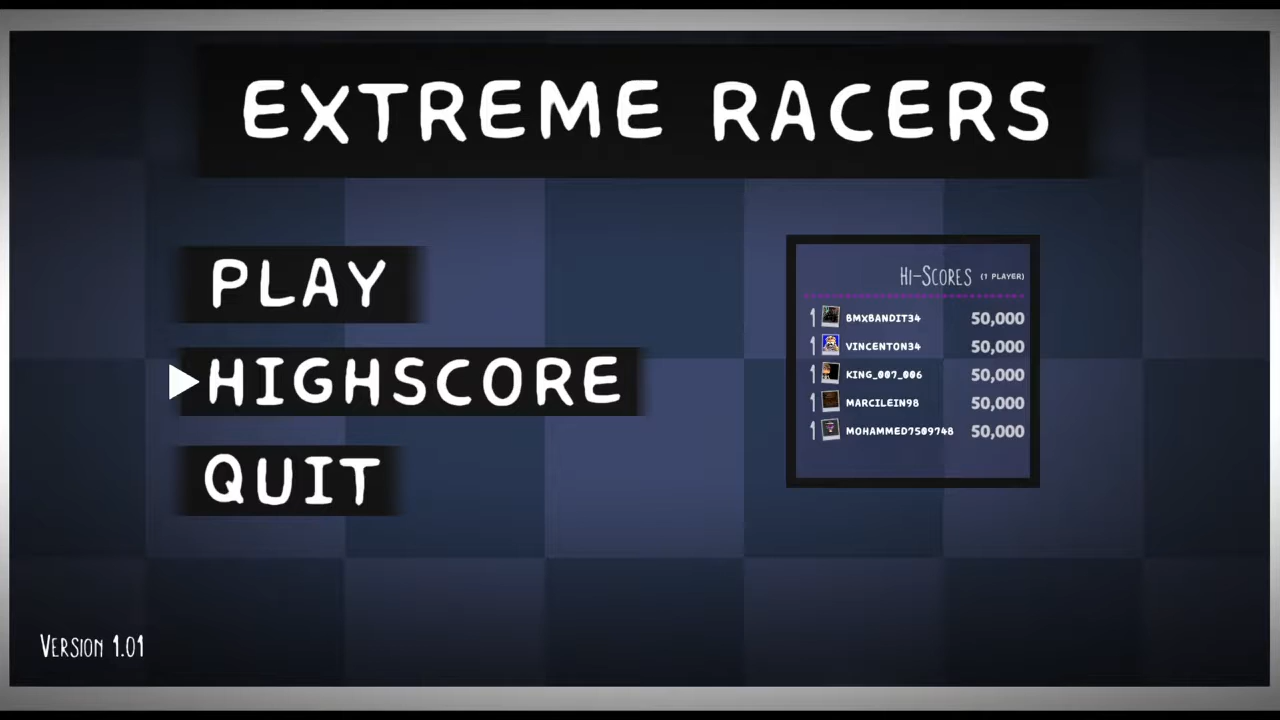 EXTREME RACERS
PLAY
HIGHSCORE
QUIT
Hi-Scores (1 PLAYER)
1 BMXBANDIT34 50,000
1 VINCENTON34 50,000
1 KING_007_006 50,000
1 MARCILEIN98 50,000
1 MOHAMMED7509748 50,000
Version 1.01